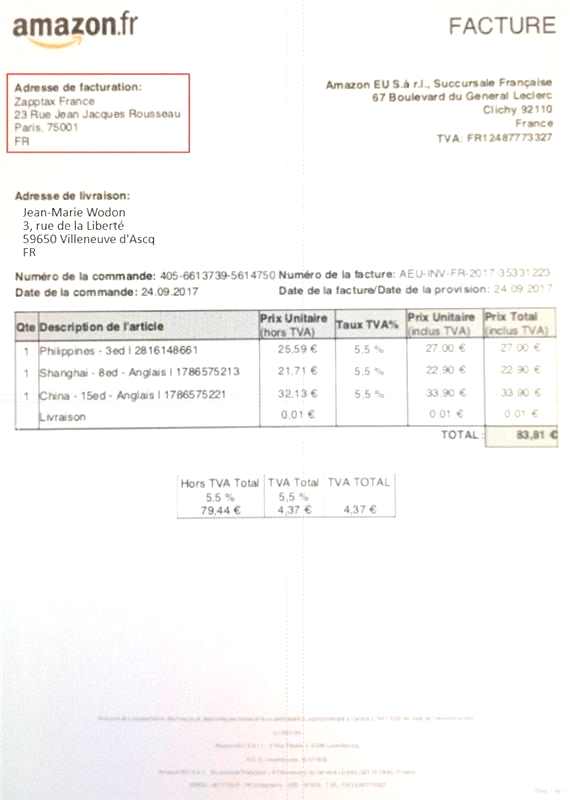 amazon.fr
FACTURE
Adresse de facturation:
Zapptax France
23 Rue Jean Jacques Rousseau
Paris, 75001
FR
Amazon EU S.à r.l., Succursale Française
67 Boulevard du General Leclerc
Clichy 92110
France
TVA: FR12487773327
Adresse de livraison:
Jean-Marie Wodon
3, rue de la Liberté
59650 Villeneuve d'Ascq
FR
Numéro de la commande: 405-6613739-5614750 Numéro de la facture: AEU-INV-FR-2017-35331223
Date de la commande: 24.09.2017 Date de la facture/Date de la provision: 24 09 2017
Qte Description de l'article Prix Unitaire (hors TVA) Taux TVA% Prix Unitaire (inclus TVA) Prix Total (inclus TVA)
1 Philippines - 3ed | 2816148661 25,59 € 5.5 % 27.00 € 27.00 €
1 Shanghai - 8ed - Anglais | 1786575213 21,71 € 5.5 % 22.90 € 22 90 €
1 China - 15ed - Anglais | 1786575221 32,13 € 5.5 % 33,90 € 33 90 €
Livraison 0.01 € 0 01 € 0 01 €
TOTAL: 83,81 €
Hors TVA Total TVA Total TVA TOTAL
5,5 % 5,5 %
79,44 € 4,37 € 4,37 €